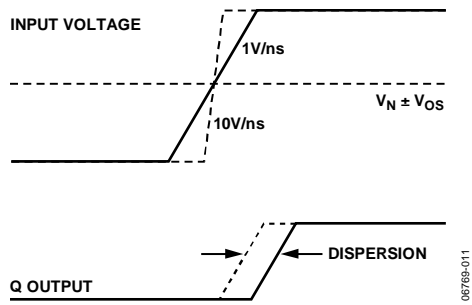 INPUT VOLTAGE
1V/ns
V_N ± V_OS
10V/ns
DISPERSION
Q OUTPUT
06769-011